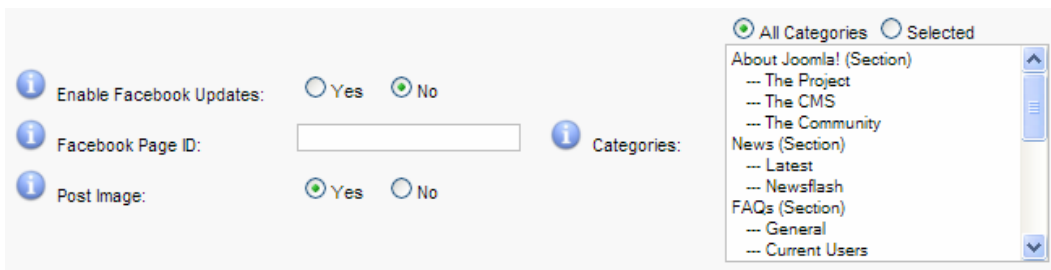 All Categories Selected
Enable Facebook Updates: Yes No
Facebook Page ID:
Post Image: Yes No
Categories:
About Joomla! (Section)
--- The Project
--- The CMS
--- The Community
News (Section)
--- Latest
--- Newsflash
FAQs (Section)
--- General
--- Current Users